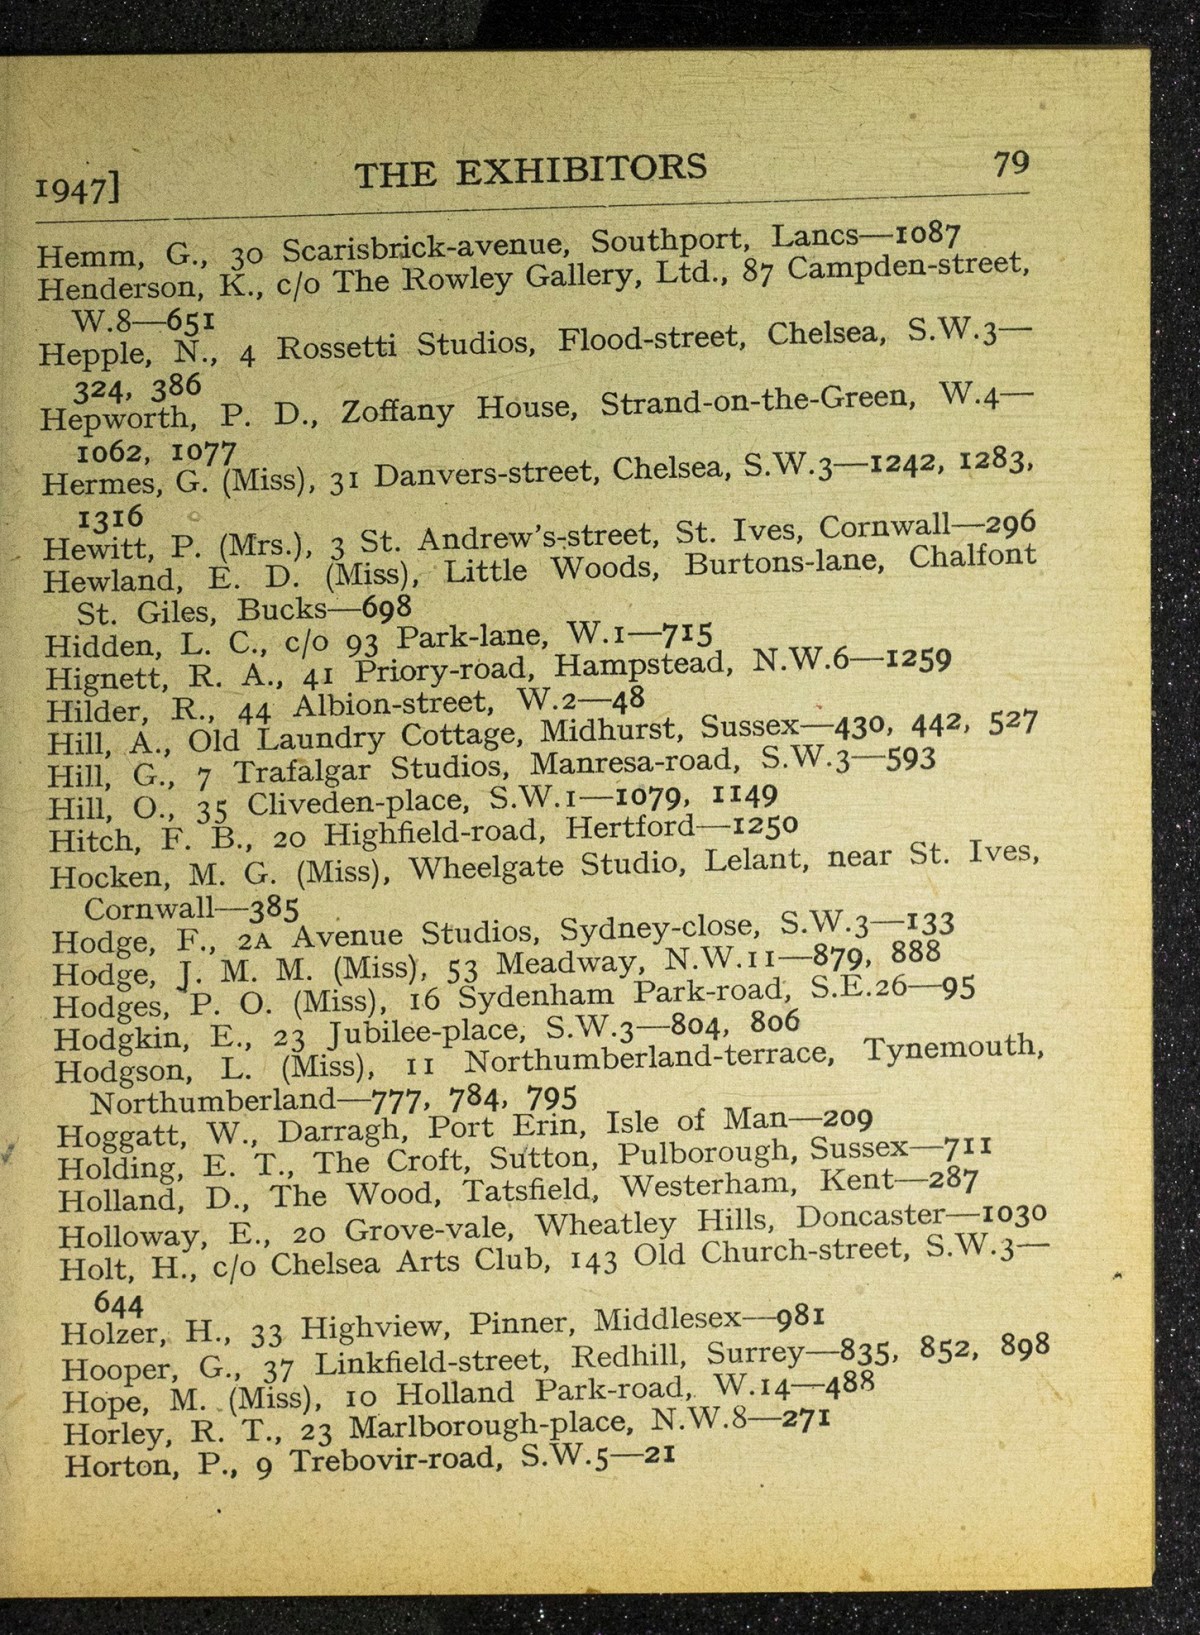 1947] THE EXHIBITORS 79
Hemm, G., 30 Scarisbrick-avenue, Southport, Lancs—1087
Henderson, K., c/o The Rowley Gallery, Ltd., 87 Campden-street,
W.8—651
Hepple, N., 4 Rossetti Studios, Flood-street, Chelsea, S.W.3—
324, 386
Hepworth, P. D., Zoffany House, Strand-on-the-Green, W.4—
1062, 1077
Hermes, G. (Miss), 31 Danvers-street, Chelsea, S.W.3—1242, 1283,
1316
Hewitt, P. (Mrs.), 3 St. Andrew's-street, St. Ives, Cornwall—296
Hewland, E. D. (Miss), Little Woods, Burtons-lane, Chalfont
St. Giles, Bucks—698
Hidden, L. C., c/o 93 Park-lane, W.1—715
Hignett, R. A., 41 Priory-road, Hampstead, N.W.6—1259
Hilder, R., 44 Albion-street, W.2—48
Hill, A., Old Laundry Cottage, Midhurst, Sussex—430, 442, 527
Hill, G., 7 Trafalgar Studios, Manresa-road, S.W.3—593
Hill, O., 35 Cliveden-place, S.W.1—1079, 1149
Hitch, F. B., 20 Highfield-road, Hertford—1250
Hocken, M. G. (Miss), Wheelgate Studio, Lelant, near St. Ives,
Cornwall—385
Hodge, F., 2A Avenue Studios, Sydney-close, S.W.3—133
Hodge, J. M. M. (Miss), 53 Meadway, N.W.11—879, 888
Hodges, P. O. (Miss), 16 Sydenham Park-road, S.E.26—95
Hodgkin, E., 23 Jubilee-place, S.W.3—804, 806
Hodgson, L. (Miss), 11 Northumberland-terrace, Tynemouth,
Northumberland—777, 784, 795
Hoggatt, W., Darragh, Port Erin, Isle of Man—209
Holding, E. T., The Croft, Sutton, Pulborough, Sussex—711
Holland, D., The Wood, Tatsfield, Westerham, Kent—287
Holloway, E., 20 Grove-vale, Wheatley Hills, Doncaster—1030
Holt, H., c/o Chelsea Arts Club, 143 Old Church-street, S.W.3—
644
Holzer, H., 33 Highview, Pinner, Middlesex—981
Hooper, G., 37 Linkfield-street, Redhill, Surrey—835, 852, 898
Hope, M. (Miss), 10 Holland Park-road, W.14—488
Horley, R. T., 23 Marlborough-place, N.W.8—271
Horton, P., 9 Trebovir-road, S.W.5—21